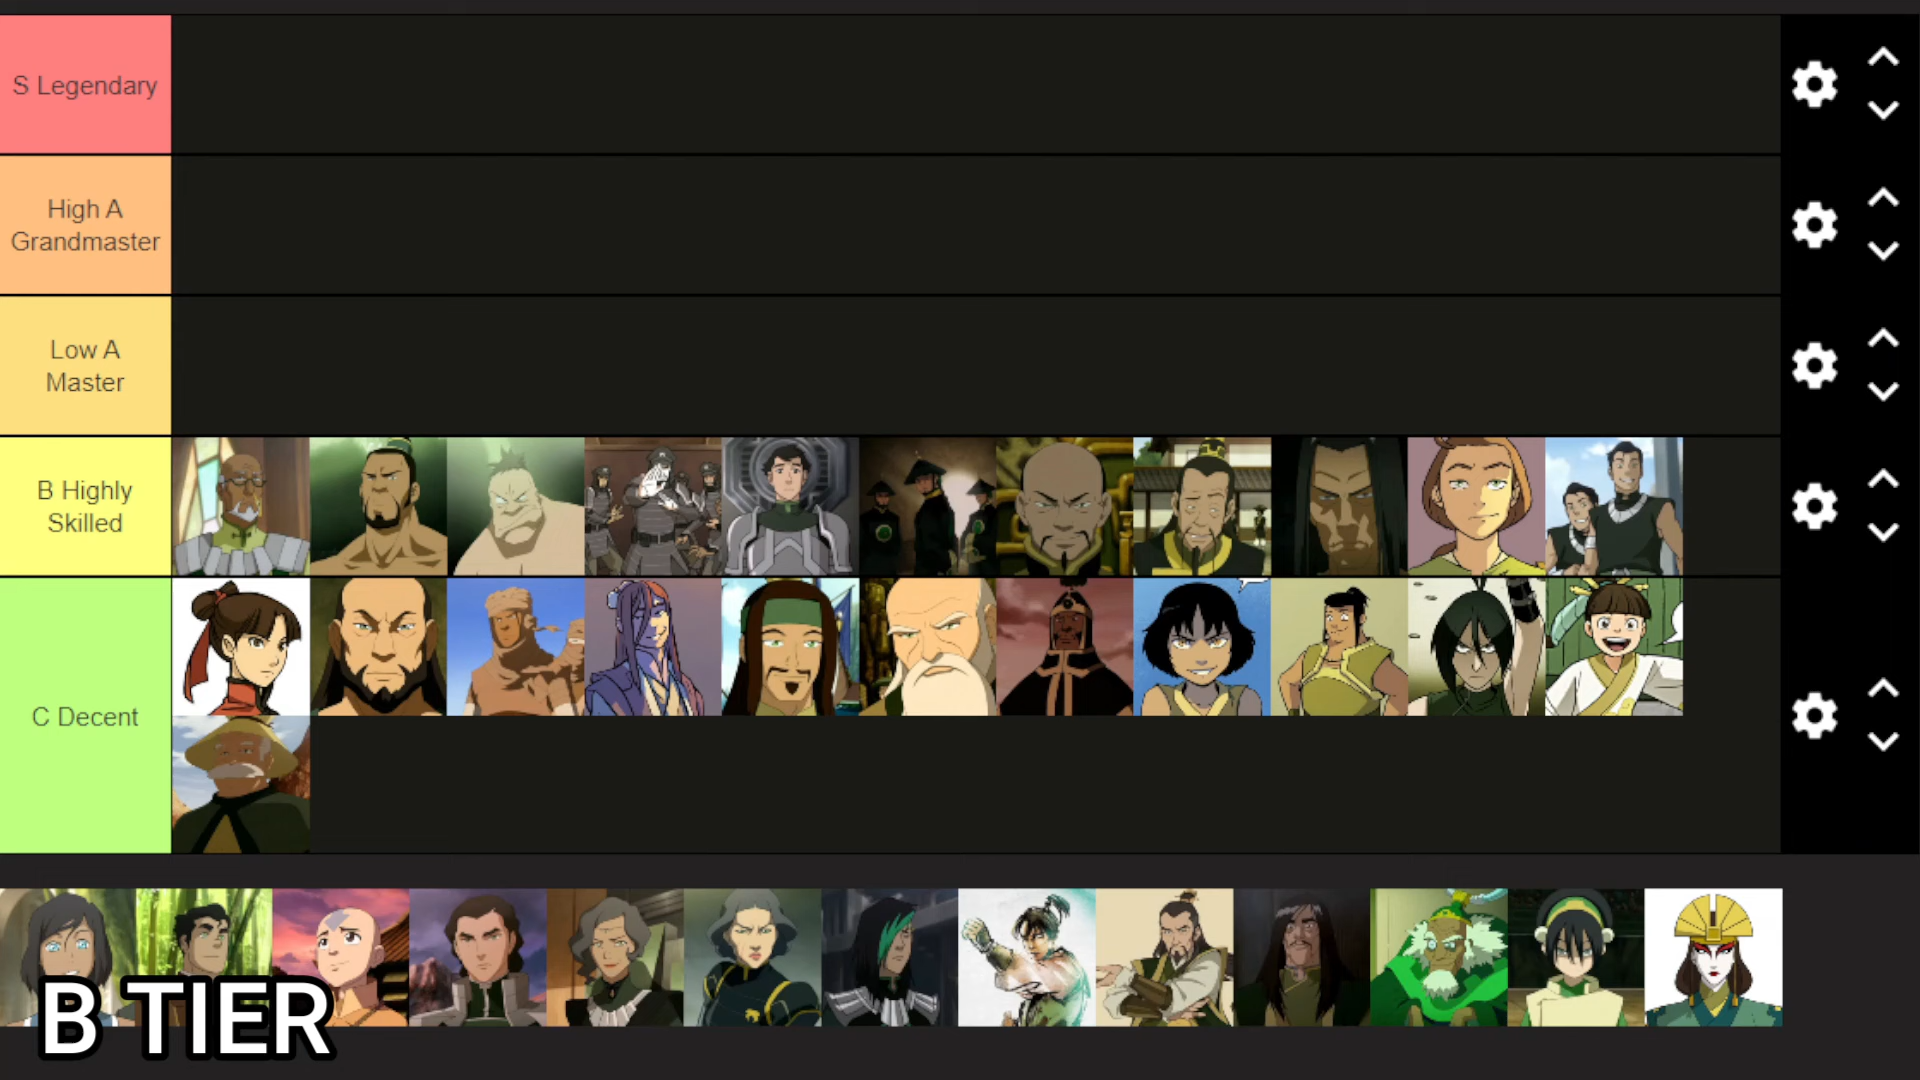 S Legendary
High A
Grandmaster
Low A
Master
B Highly
Skilled
C Decent
B TIER